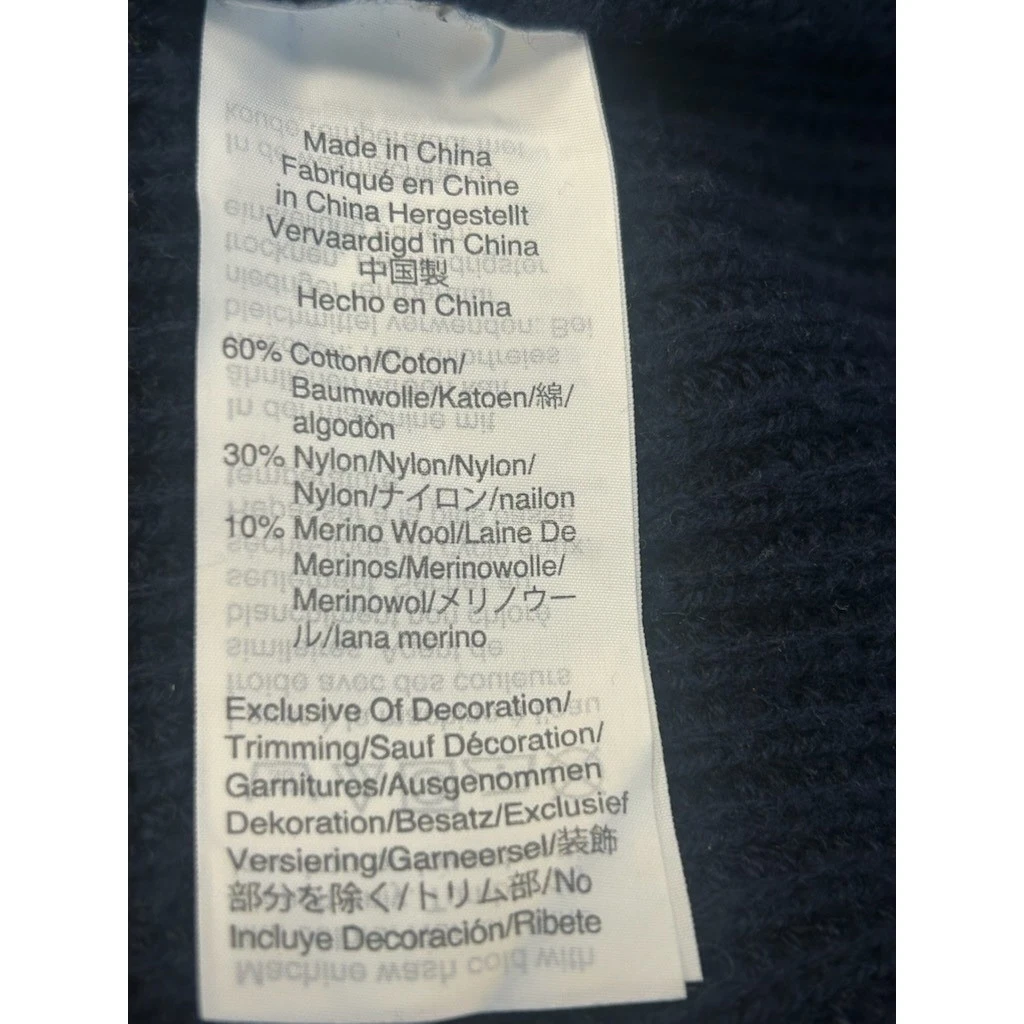 Made in China
Fabriqué en Chine
in China Hergestellt
Vervaardigd in China
中国製
Hecho en China
60% Cotton/Coton/
Baumwolle/Katoen/綿/
algodón
30% Nylon/Nylon/Nylon/
Nylon/ナイロン/nailon
10% Merino Wool/Laine De
Merinos/Merinowolle/
Merinowol/メリノウー
ル/lana merino
Exclusive Of Decoration/
Trimming/Sauf Décoration/
Garnitures/Ausgenommen
Dekoration/Besatz/Exclusief
Versiering/Garneersel/装飾
部分を除く/トリム部/No
Incluye Decoración/Ribete
Machine wash cold with